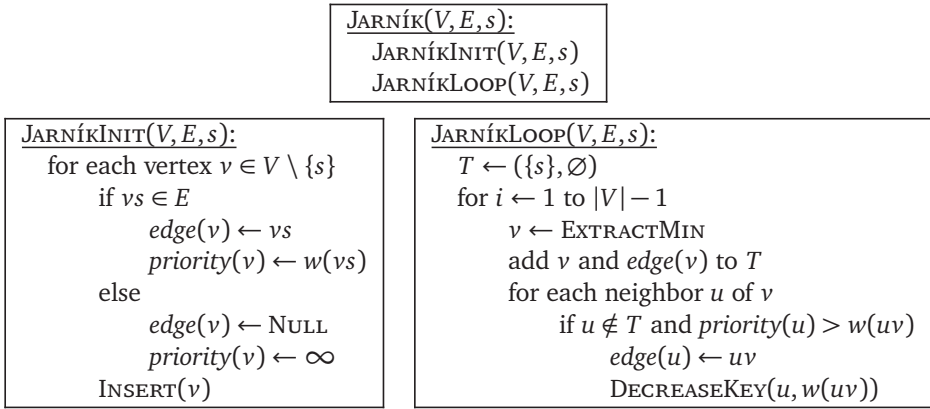 JARNÍK(V, E, s):
JARNÍKINIT(V, E, s)
JARNÍKLOOP(V, E, s)
JARNÍKINIT(V, E, s):
for each vertex v ∈ V \ {s}
if vs ∈ E
edge(v) ← vs
priority(v) ← w(vs)
else
edge(v) ← NULL
priority(v) ← ∞
INSERT(v)
JARNÍKLOOP(V, E, s):
T ← ({s}, ∅)
for i ← 1 to |V| − 1
v ← EXTRACTMIN
add v and edge(v) to T
for each neighbor u of v
if u ∉ T and priority(u) > w(uv)
edge(u) ← uv
DECREASEKEY(u, w(uv))